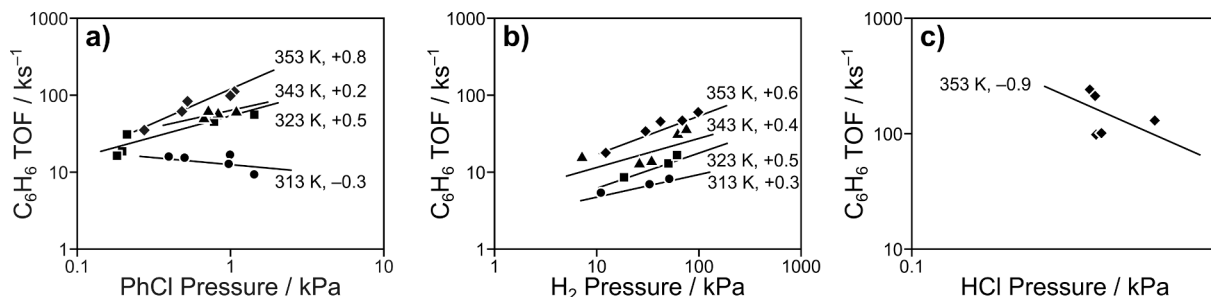 a)
1000
100
10
1
0.1
1
10
C₆H₆ TOF / ks⁻¹
PhCl Pressure / kPa
353 K, +0.8
343 K, +0.2
323 K, +0.5
313 K, –0.3
b)
1000
100
10
1
1
10
100
1000
C₆H₆ TOF / ks⁻¹
H₂ Pressure / kPa
353 K, +0.6
343 K, +0.4
323 K, +0.5
313 K, +0.3
c)
1000
100
10
0.1
C₆H₆ TOF / ks⁻¹
HCl Pressure / kPa
353 K, –0.9